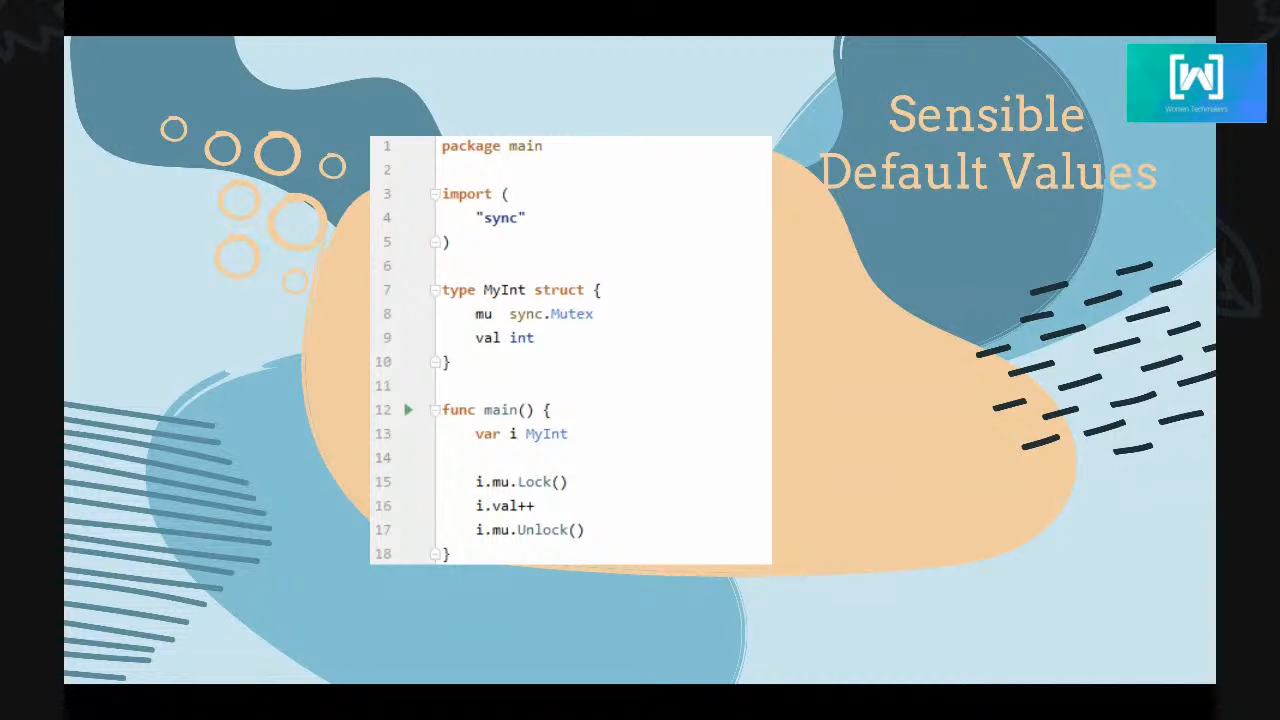 Sensible
Default Values
[W]
Women Techmakers
1 package main
2
3 import (
4 "sync"
5 )
6
7 type MyInt struct {
8 mu sync.Mutex
9 val int
10 }
11
12 func main() {
13 var i MyInt
14
15 i.mu.Lock()
16 i.val++
17 i.mu.Unlock()
18 }